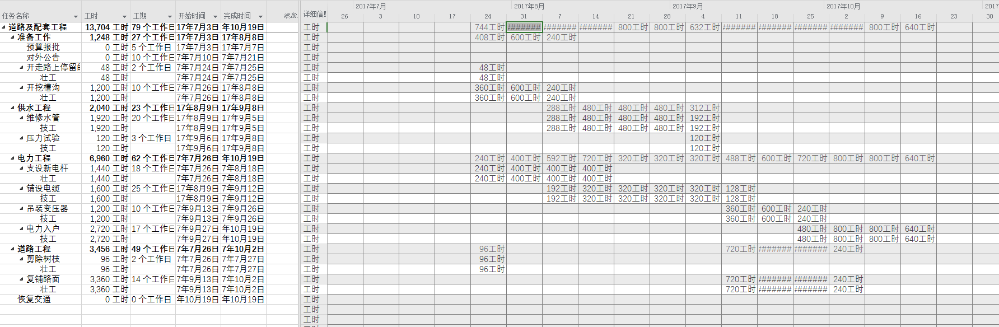 2017年7月 2017年8月 2017年9月 2017年10月 2017
任务名称 工时 工期 开始时间 完成时间 添加 详细信息 26 3 10 17 24 31 7 14 21 28 4 11 18 25 2 9 16 23 30
道路及配套工程 13,704 工时 79 个工作日 17年7月3日 年10月19日 工时 744工时 ####### ####### ####### 800工时 800工时 632工时 ####### ####### ####### ####### 800工时 640工时
准备工作 1,248 工时 27 个工作日 17年7月3日 17年8月8日 工时 408工时 600工时 240工时
预算报批 0 工时 5 个工作日 17年7月3日 17年7月7日 工时
对外公告 0 工时 10 个工作日 7年7月10日 7年7月21日 工时
开走路上停留的 48 工时 2 个工作日 7年7月24日 7年7月25日 工时 48工时
壮工 48 工时 7年7月24日 7年7月25日 工时 48工时
开挖槽沟 1,200 工时 10 个工作日 7年7月26日 17年8月8日 工时 360工时 600工时 240工时
壮工 1,200 工时 7年7月26日 17年8月8日 工时 360工时 600工时 240工时
供水工程 2,040 工时 23 个工作日 17年8月9日 17年9月8日 工时 288工时 480工时 480工时 480工时 312工时
维修水管 1,920 工时 20 个工作日 17年8月9日 17年9月5日 工时 288工时 480工时 480工时 480工时 192工时
技工 1,920 工时 17年8月9日 17年9月5日 工时 288工时 480工时 480工时 480工时 192工时
压力试验 120 工时 3 个工作日 17年9月6日 17年9月8日 工时 120工时
技工 120 工时 17年9月6日 17年9月8日 工时 120工时
电力工程 6,960 工时 62 个工作日 7年7月26日 年10月19日 工时 240工时 400工时 592工时 720工时 320工时 320工时 320工时 488工时 600工时 720工时 800工时 800工时 640工时
支设新电杆 1,440 工时 18 个工作日 7年7月26日 7年8月18日 工时 240工时 400工时 400工时 400工时
壮工 1,440 工时 7年7月26日 7年8月18日 工时 240工时 400工时 400工时 400工时
铺设电缆 1,600 工时 25 个工作日 17年8月9日 7年9月12日 工时 192工时 320工时 320工时 320工时 320工时 128工时
技工 1,600 工时 17年8月9日 7年9月12日 工时 192工时 320工时 320工时 320工时 320工时 128工时
吊装变压器 1,200 工时 10 个工作日 7年9月13日 7年9月26日 工时 360工时 600工时 240工时
技工 1,200 工时 7年9月13日 7年9月26日 工时 360工时 600工时 240工时
电力入户 2,720 工时 17 个工作日 7年9月27日 年10月19日 工时 480工时 800工时 800工时 640工时
技工 2,720 工时 7年9月27日 年10月19日 工时 480工时 800工时 800工时 640工时
道路工程 3,456 工时 49 个工作日 7年7月26日 7年10月2日 工时 96工时 720工时 ####### ####### 240工时
剪除树枝 96 工时 2 个工作日 7年7月26日 7年7月27日 工时 96工时
壮工 96 工时 7年7月26日 7年7月27日 工时 96工时
复铺路面 3,360 工时 14 个工作日 7年9月13日 7年10月2日 工时 720工时 ####### ####### 240工时
壮工 3,360 工时 7年9月13日 7年10月2日 工时 720工时 ####### ####### 240工时
恢复交通 0 工时 0 个工作日 年10月19日 年10月19日 工时
工时
工时